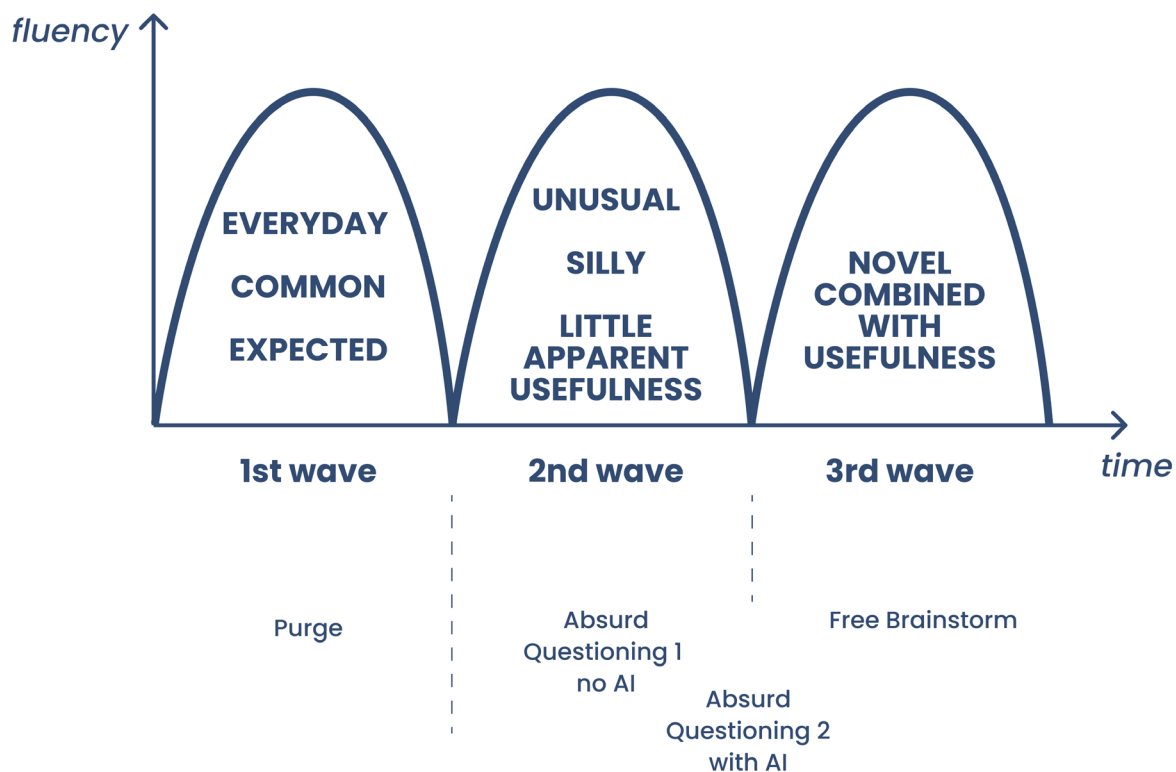 fluency
EVERYDAY
COMMON
EXPECTED
UNUSUAL
SILLY
LITTLE
APPARENT
USEFULNESS
NOVEL
COMBINED
WITH
USEFULNESS
time
1st wave
2nd wave
3rd wave
Purge
Absurd
Questioning 1
no AI
Absurd
Questioning 2
with AI
Free Brainstorm